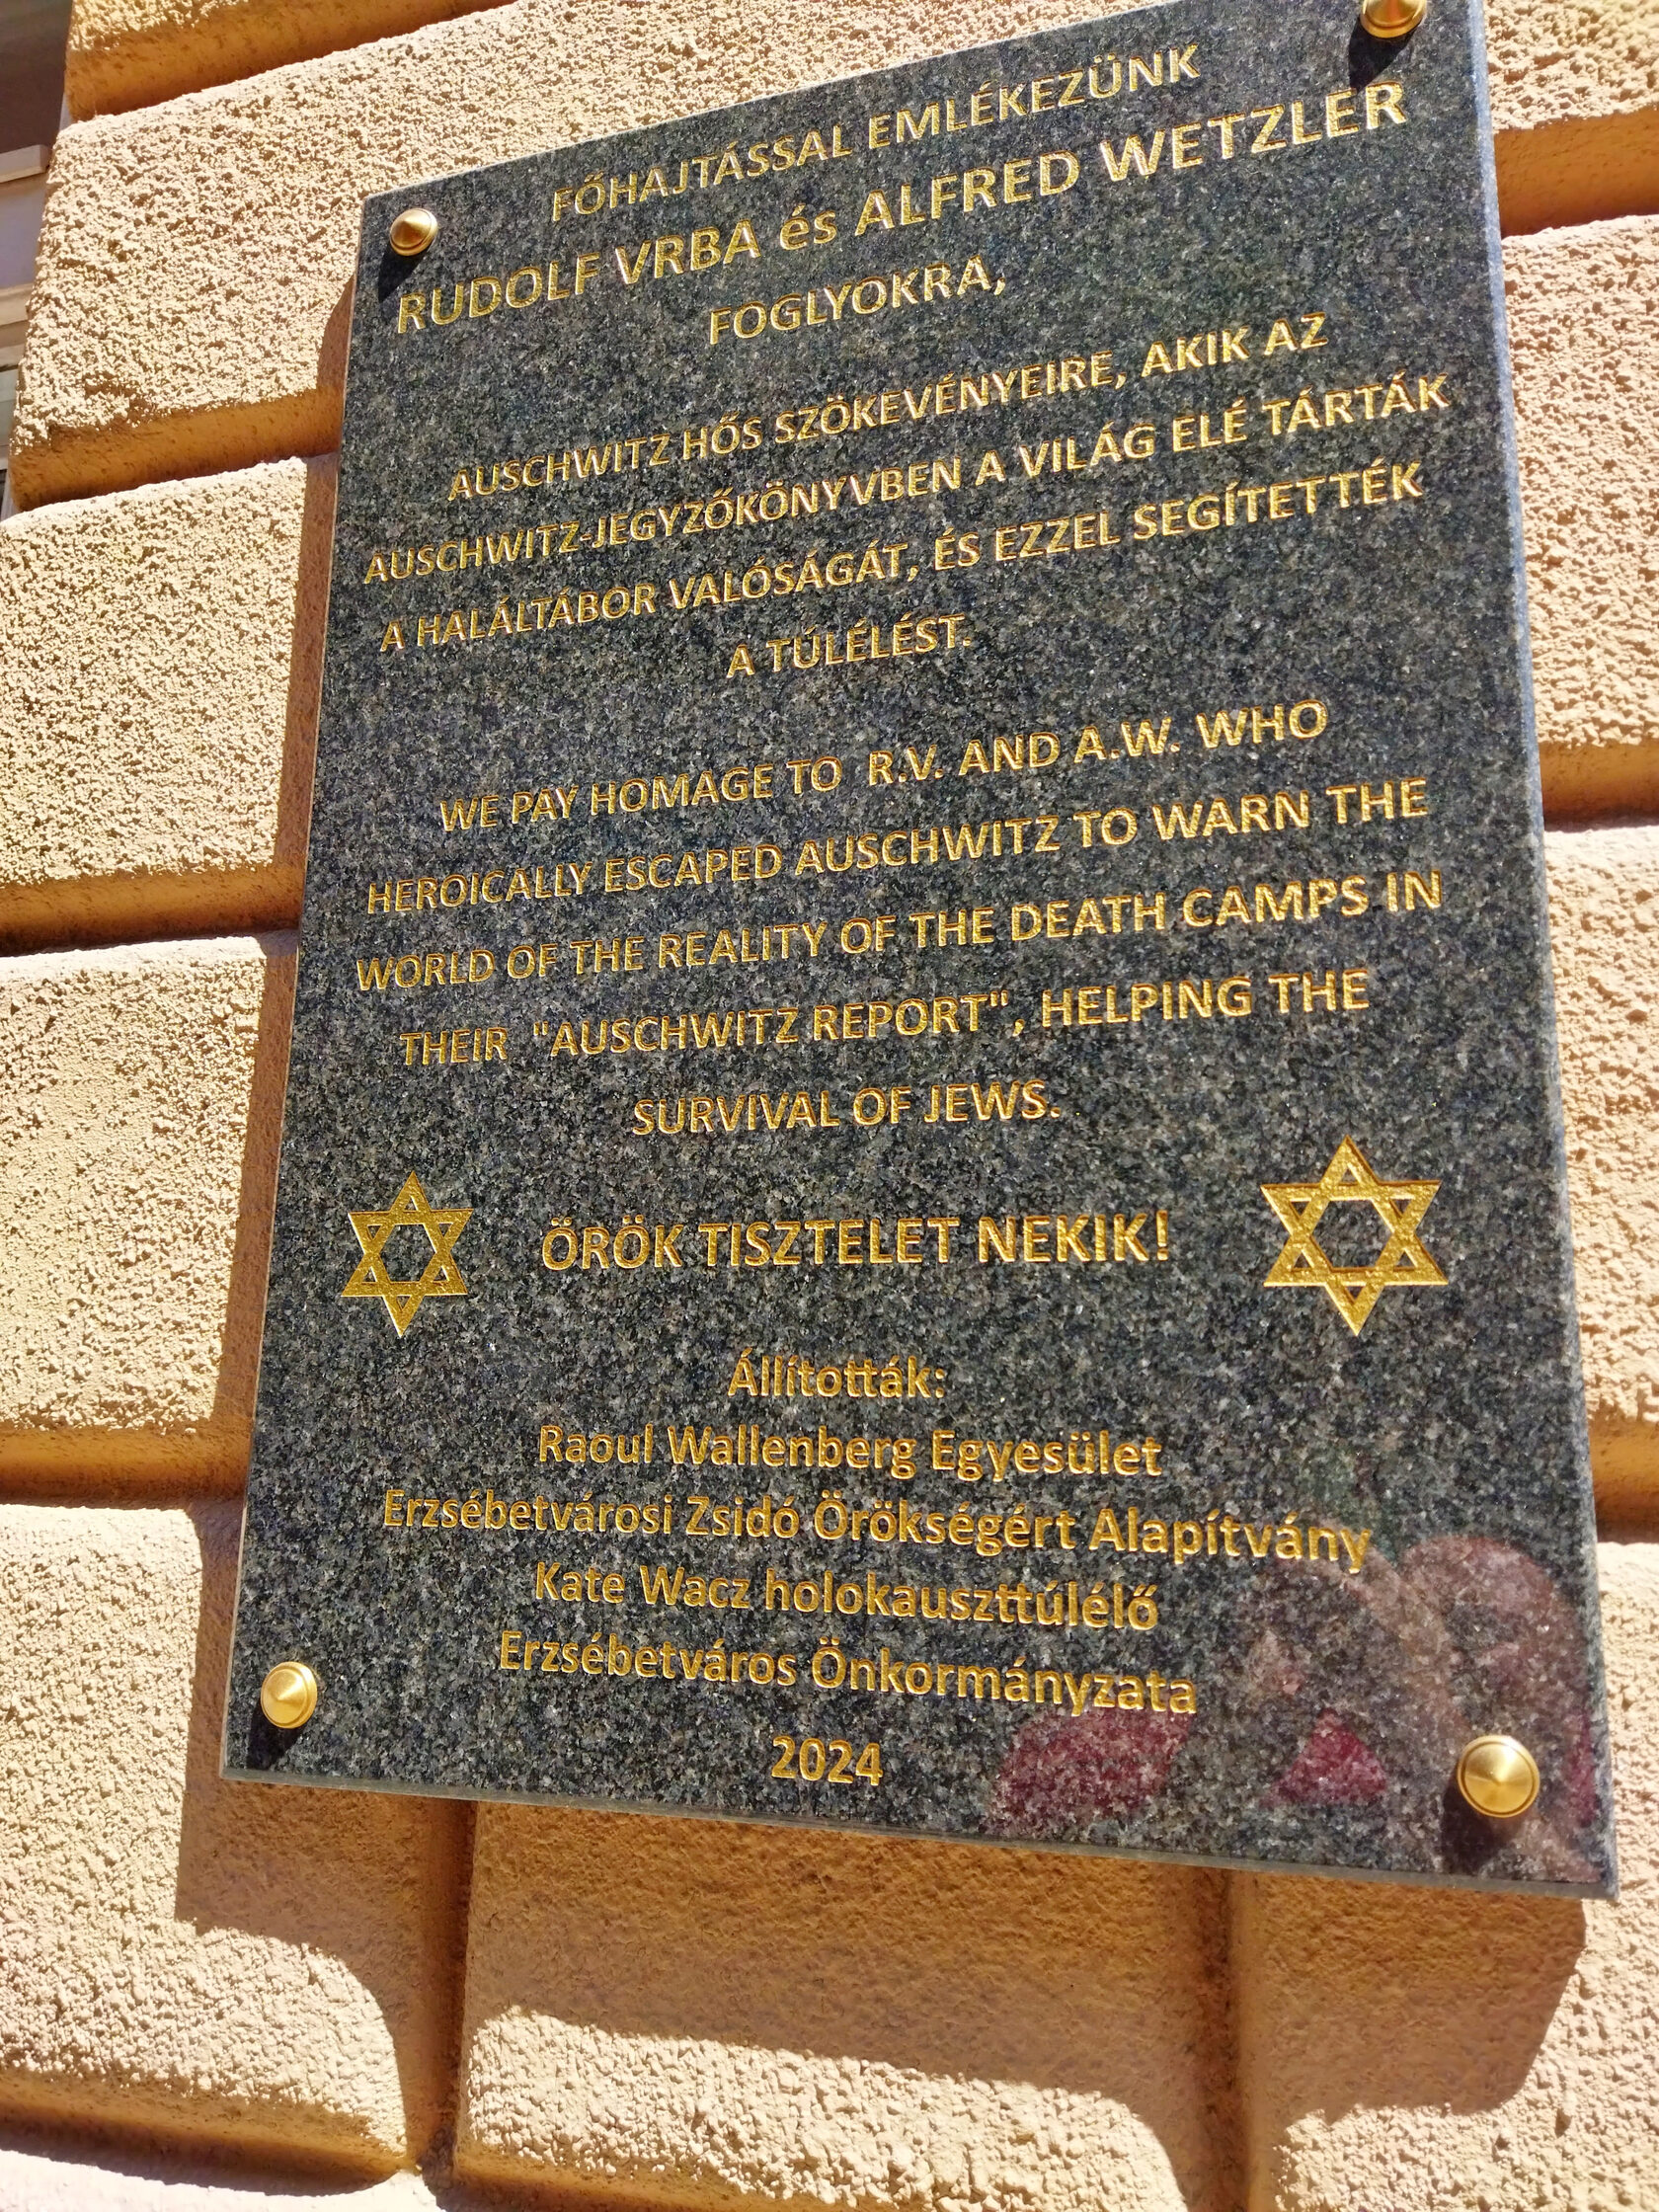 FŐHAJTÁSSAL EMLÉKEZÜNK
RUDOLF VRBA és ALFRED WETZLER
FOGLYOKRA,
AUSCHWITZ HŐS SZÖKEVÉNYEIRE, AKIK AZ
AUSCHWITZ-JEGYZŐKÖNYVBEN A VILÁG ELÉ TÁRTÁK
A HALÁLTÁBOR VALÓSÁGÁT, ÉS EZZEL SEGÍTETTÉK
A TÚLÉLÉST.
WE PAY HOMAGE TO R.V. AND A.W. WHO
HEROICALLY ESCAPED AUSCHWITZ TO WARN THE
WORLD OF THE REALITY OF THE DEATH CAMPS IN
THEIR "AUSCHWITZ REPORT", HELPING THE
SURVIVAL OF JEWS.
ÖRÖK TISZTELET NEKIK!
Állították:
Raoul Wallenberg Egyesület
Erzsébetvárosi Zsidó Örökségért Alapítvány
Kate Wacz holokauszttúlélő
Erzsébetváros Önkormányzata
2024